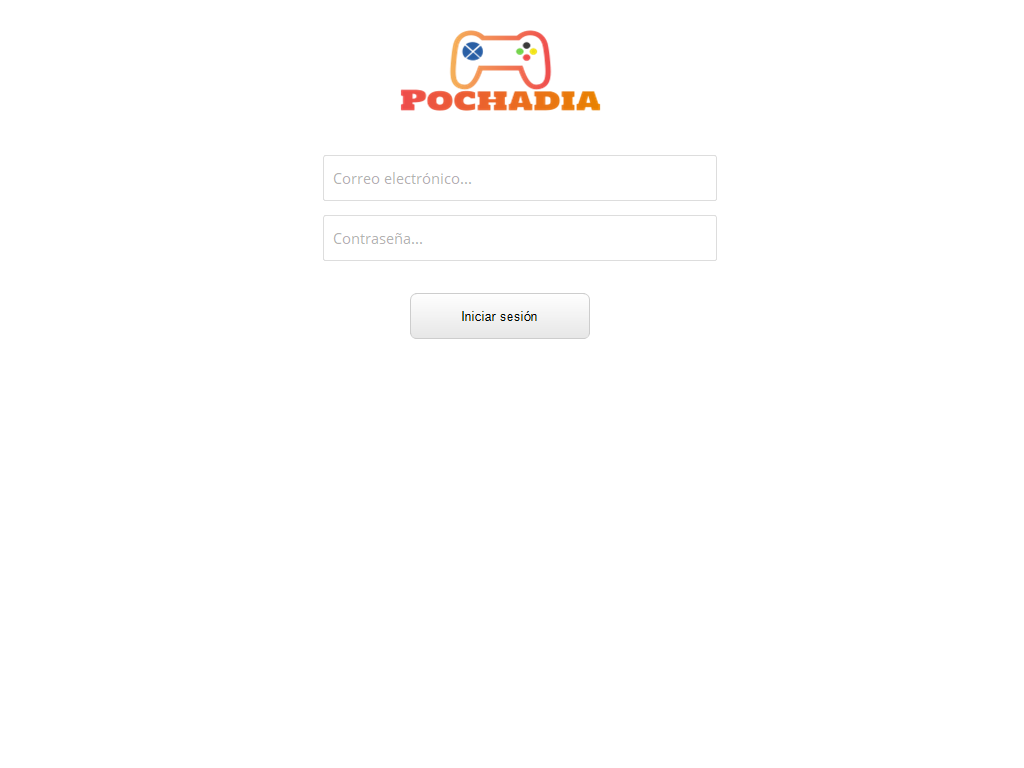 POCHADIA
Correo electrónico...
Contraseña...
Iniciar sesión